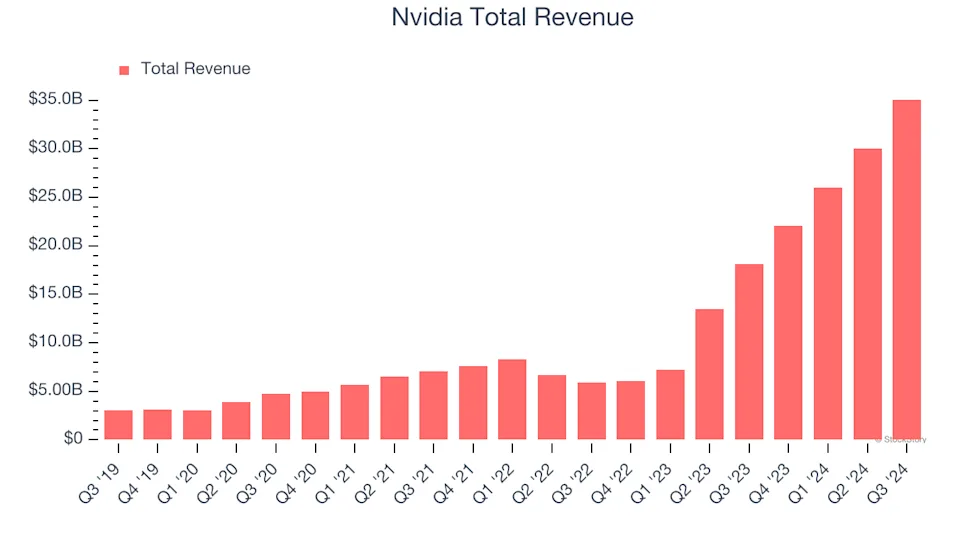 Nvidia Total Revenue
Total Revenue
$35.0B
$30.0B
$25.0B
$20.0B
$15.0B
$10.0B
$5.00B
$0
© StockStory
Q3 '19
Q4 '19
Q1 '20
Q2 '20
Q3 '20
Q4 '20
Q1 '21
Q2 '21
Q3 '21
Q4 '21
Q1 '22
Q2 '22
Q3 '22
Q4 '22
Q1 '23
Q2 '23
Q3 '23
Q4 '23
Q1 '24
Q2 '24
Q3 '24